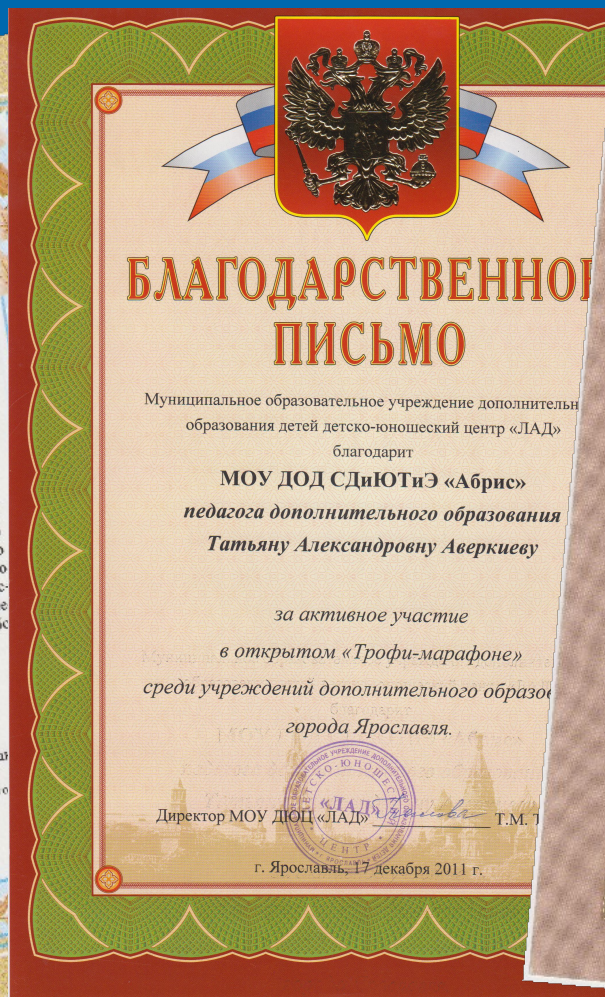 БЛАГОДАРСТВЕННО
ПИСЬМО
Муниципальное образовательное учреждение дополнительн
образования детей детско-юношеский центр «ЛАД»
благодарит
МОУ ДОД СДиЮТиЭ «Абрис»
педагога дополнительного образования
Татьяну Александровну Аверкиеву
за активное участие
в открытом «Трофи-марафоне»
среди учреждений дополнительного образов
города Ярославля.
«ЛАД»
ЦЕНТР
Директор МОУ ДЮЦ «ЛАД» Т.М. Т
г. Ярославль, 17 декабря 2011 г.